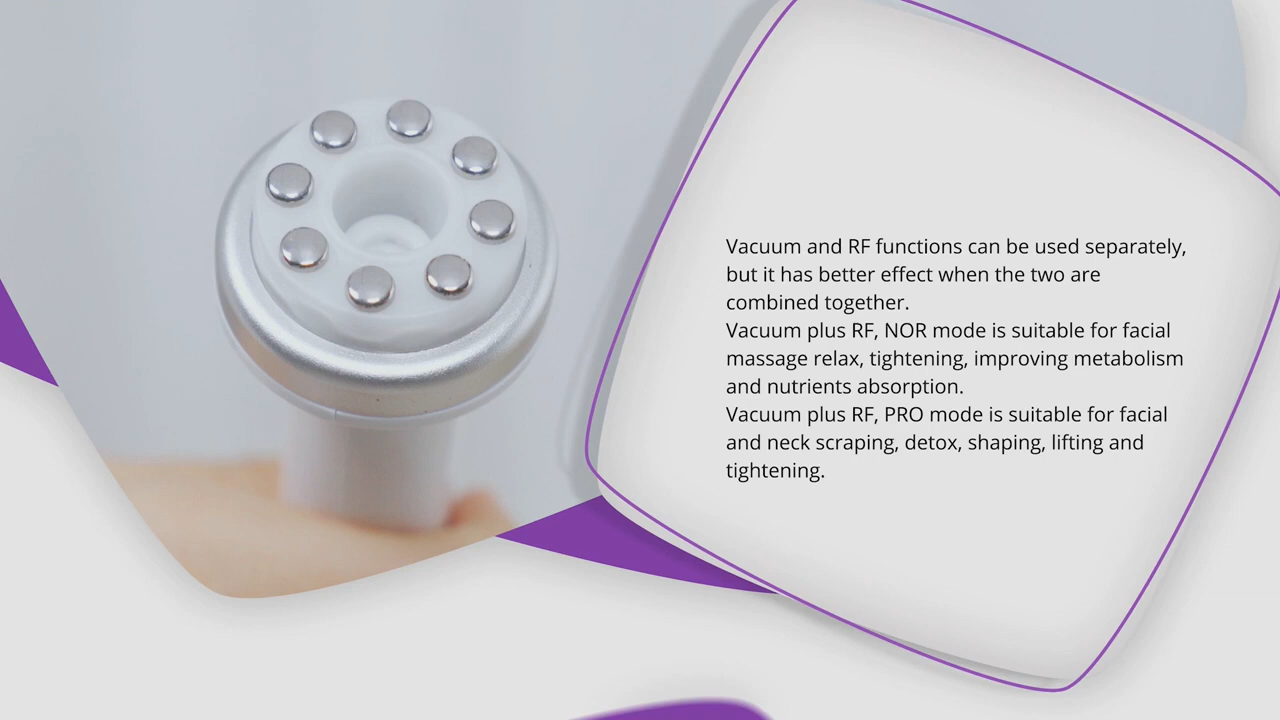 Vacuum and RF functions can be used separately,
but it has better effect when the two are
combined together.
Vacuum plus RF, NOR mode is suitable for facial
massage relax, tightening, improving metabolism
and nutrients absorption.
Vacuum plus RF, PRO mode is suitable for facial
and neck scraping, detox, shaping, lifting and
tightening.